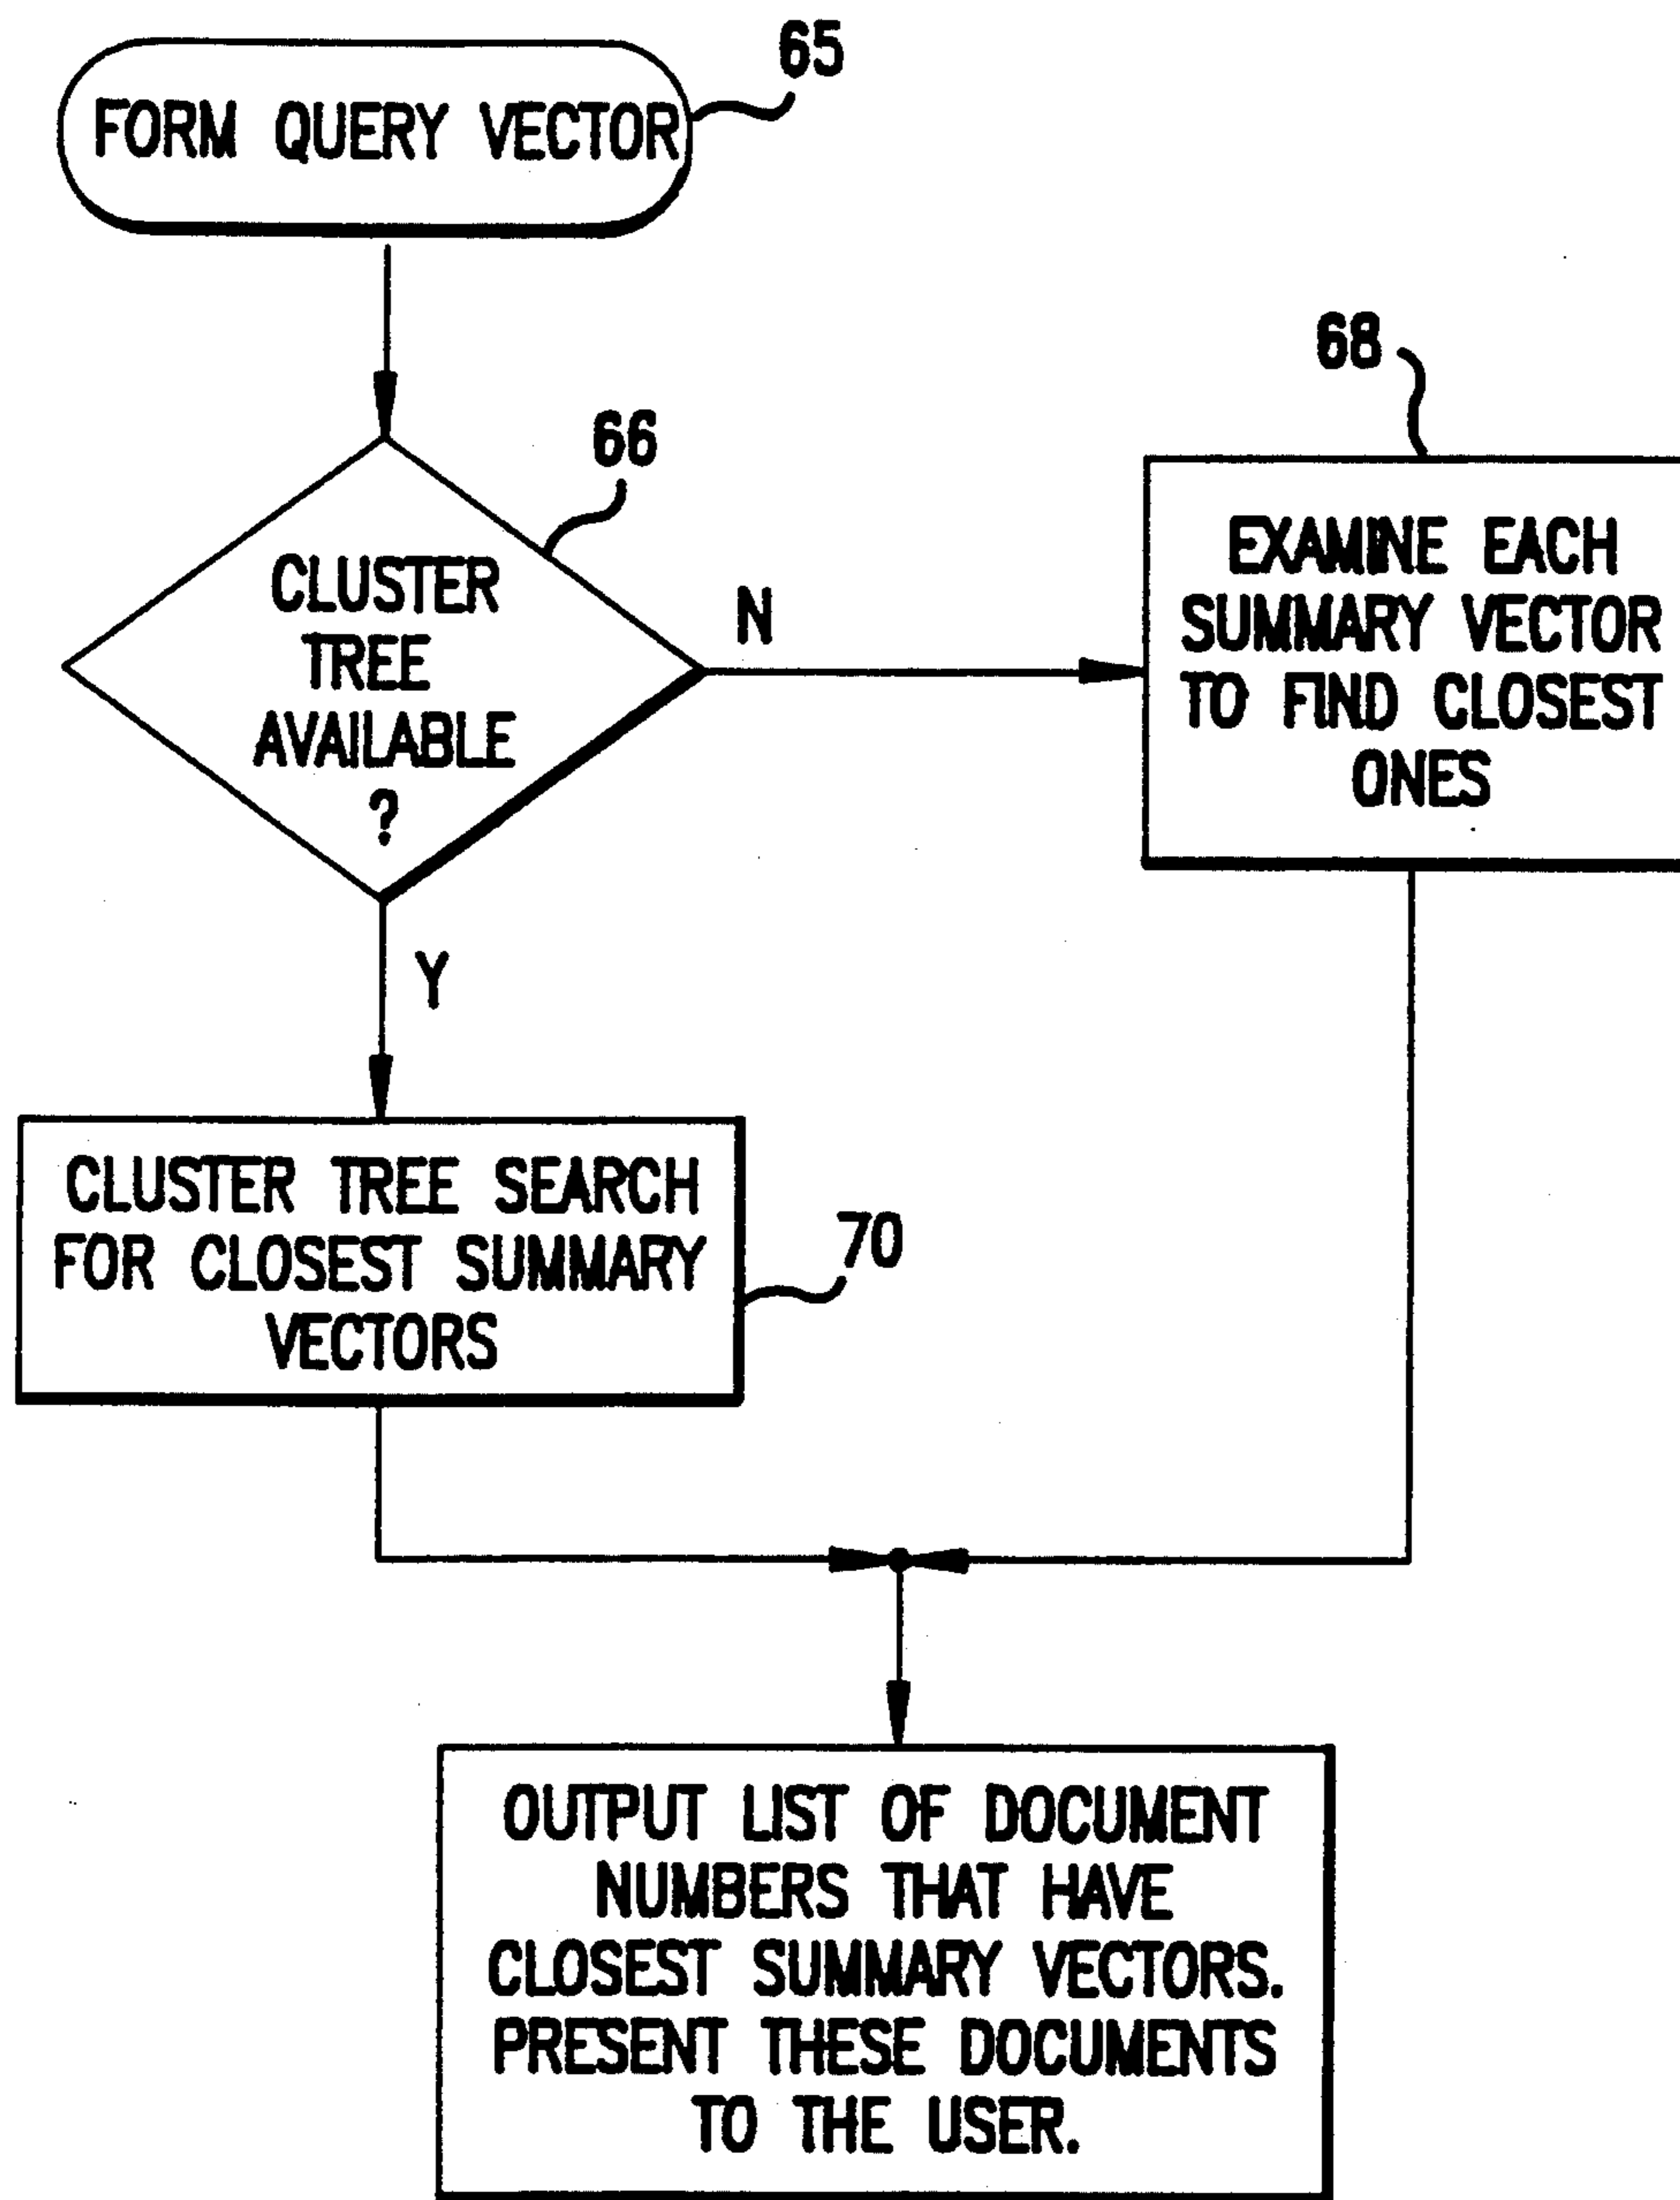 65
FORM QUERY VECTOR
66
CLUSTER
TREE
AVAILABLE
?
N
68
EXAMINE EACH
SUMMARY VECTOR
TO FIND CLOSEST
ONES
Y
CLUSTER TREE SEARCH
FOR CLOSEST SUMMARY
VECTORS
70
OUTPUT LIST OF DOCUMENT
NUMBERS THAT HAVE
CLOSEST SUMMARY VECTORS.
PRESENT THESE DOCUMENTS
TO THE USER.